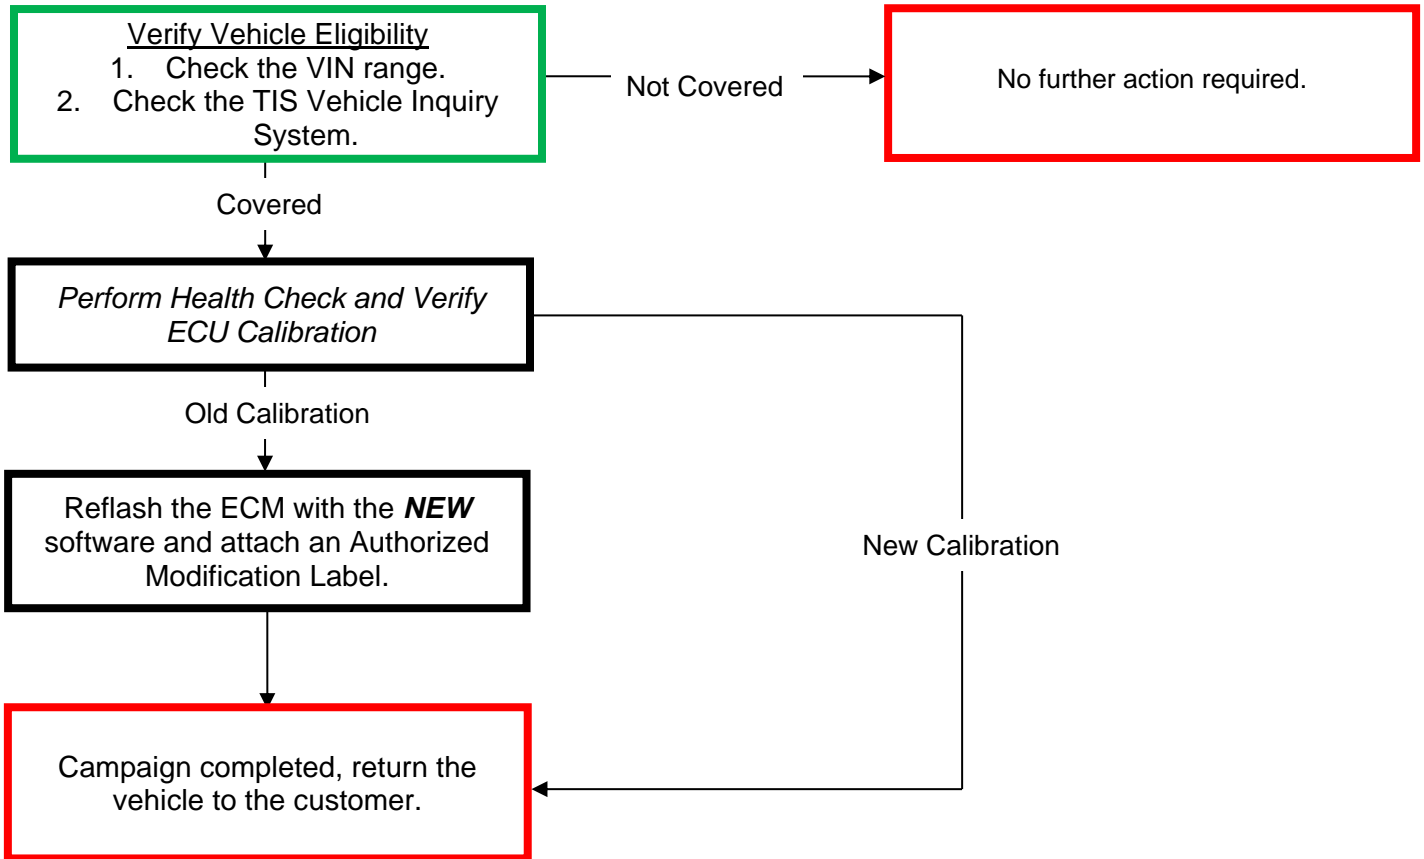 Verify Vehicle Eligibility
1. Check the VIN range.
2. Check the TIS Vehicle Inquiry
System.
Not Covered
No further action required.
Covered
Perform Health Check and Verify
ECU Calibration
Old Calibration
Reflash the ECM with the NEW
software and attach an Authorized
Modification Label.
New Calibration
Campaign completed, return the
vehicle to the customer.